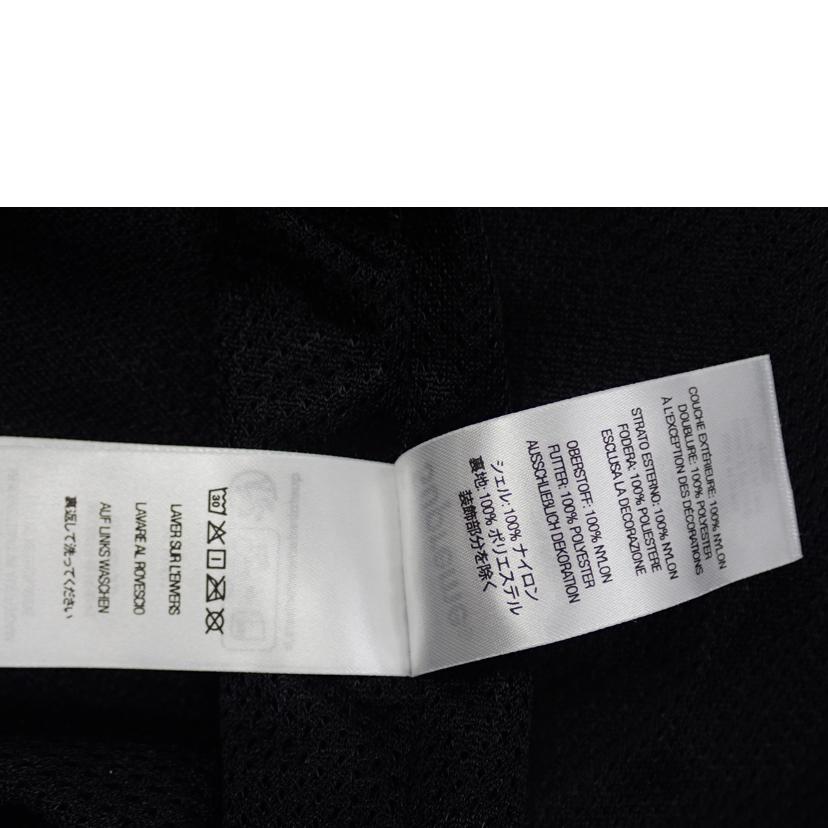 COUCHE EXTÉRIEURE: 100% NYLON
DOUBLURE: 100% POLYESTER
À L'EXCEPTION DES DÉCORATIONS
STRATO ESTERNO: 100% NYLON
FODERA: 100% POLIESTERE
ESCLUSA LA DECORAZIONE
OBERSTOFF: 100% NYLON
FUTTER: 100% POLYESTER
AUSSCHLIEßLICH DEKORATION
シェル: 100% ナイロン
裏地: 100% ポリエステル
装飾部分を除く
30
LAVER SUR L'ENVERS
LAVARE AL ROVESCIO
AUF LINKS WASCHEN
裏返して洗ってください